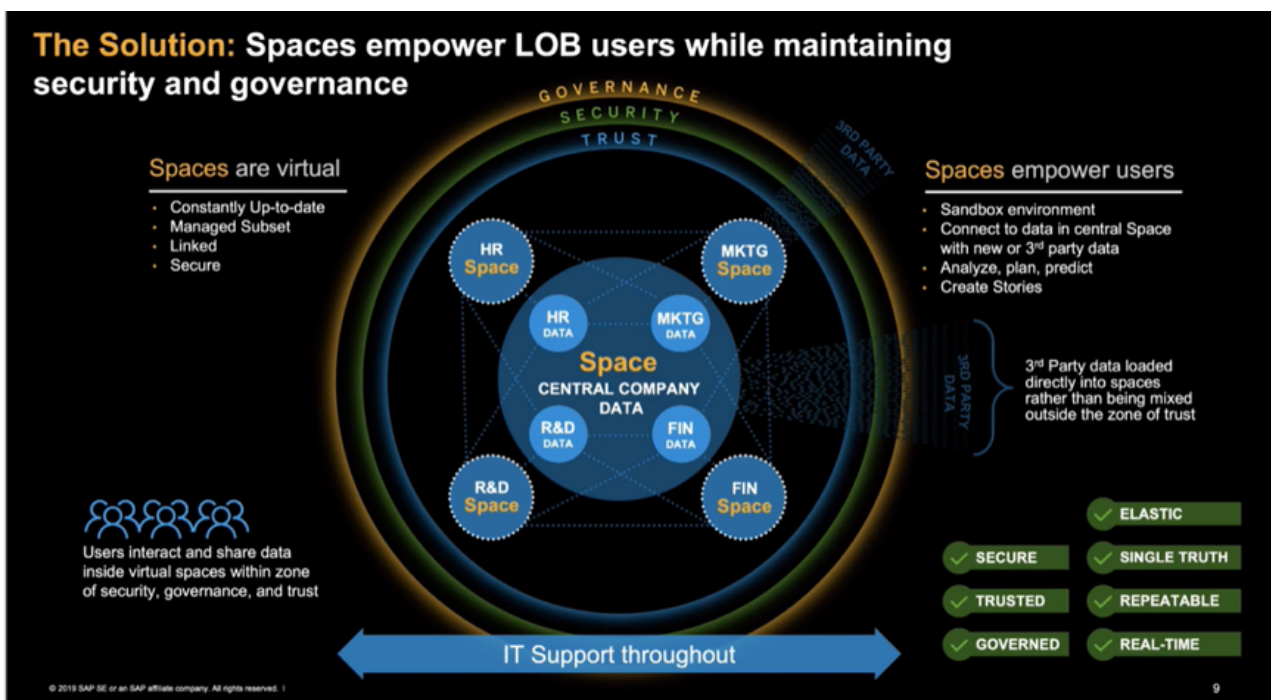 The Solution: Spaces empower LOB users while maintaining
security and governance
GOVERNANCE
SECURITY
TRUST
3RD PARTY
DATA
Spaces are virtual
• Constantly Up-to-date
• Managed Subset
• Linked
• Secure
Spaces empower users
• Sandbox environment
• Connect to data in central Space
with new or 3rd party data
• Analyze, plan, predict
• Create Stories
HR
Space
MKTG
Space
HR
DATA
MKTG
DATA
Space
CENTRAL COMPANY
DATA
R&D
DATA
FIN
DATA
R&D
Space
FIN
Space
3RD PARTY
DATA
3rd Party data loaded
directly into spaces
rather than being mixed
outside the zone of trust
Users interact and share data
inside virtual spaces within zone
of security, governance, and trust
ELASTIC
SECURE
SINGLE TRUTH
TRUSTED
REPEATABLE
GOVERNED
REAL-TIME
IT Support throughout
© 2019 SAP SE or an SAP affiliate company. All rights reserved. |
9